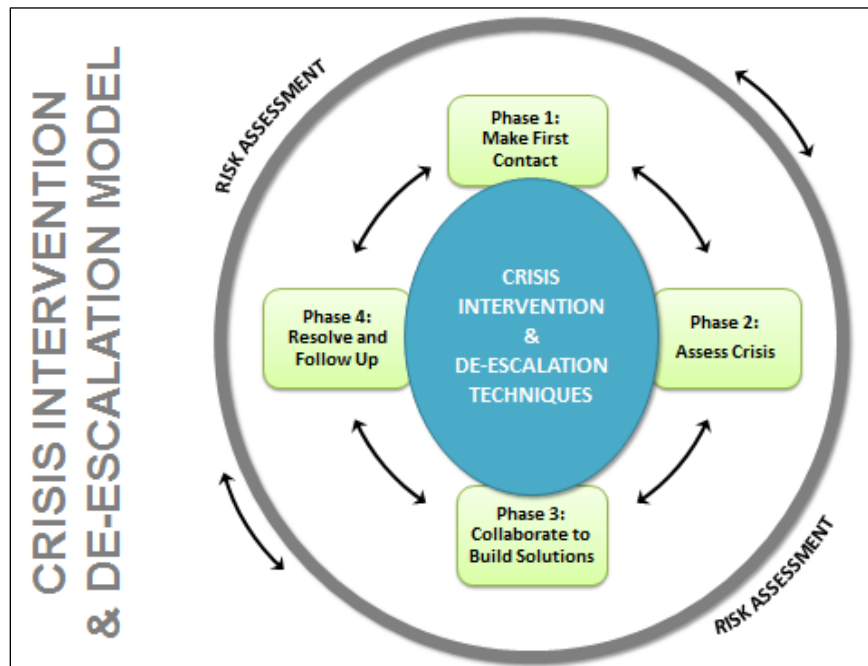 CRISIS INTERVENTION
& DE-ESCALATION MODEL
RISK ASSESSMENT
Phase 1:
Make First
Contact
Phase 4:
Resolve and
Follow Up
CRISIS
INTERVENTION
&
DE-ESCALATION
TECHNIQUES
Phase 2:
Assess Crisis
Phase 3:
Collaborate to
Build Solutions
RISK ASSESSMENT